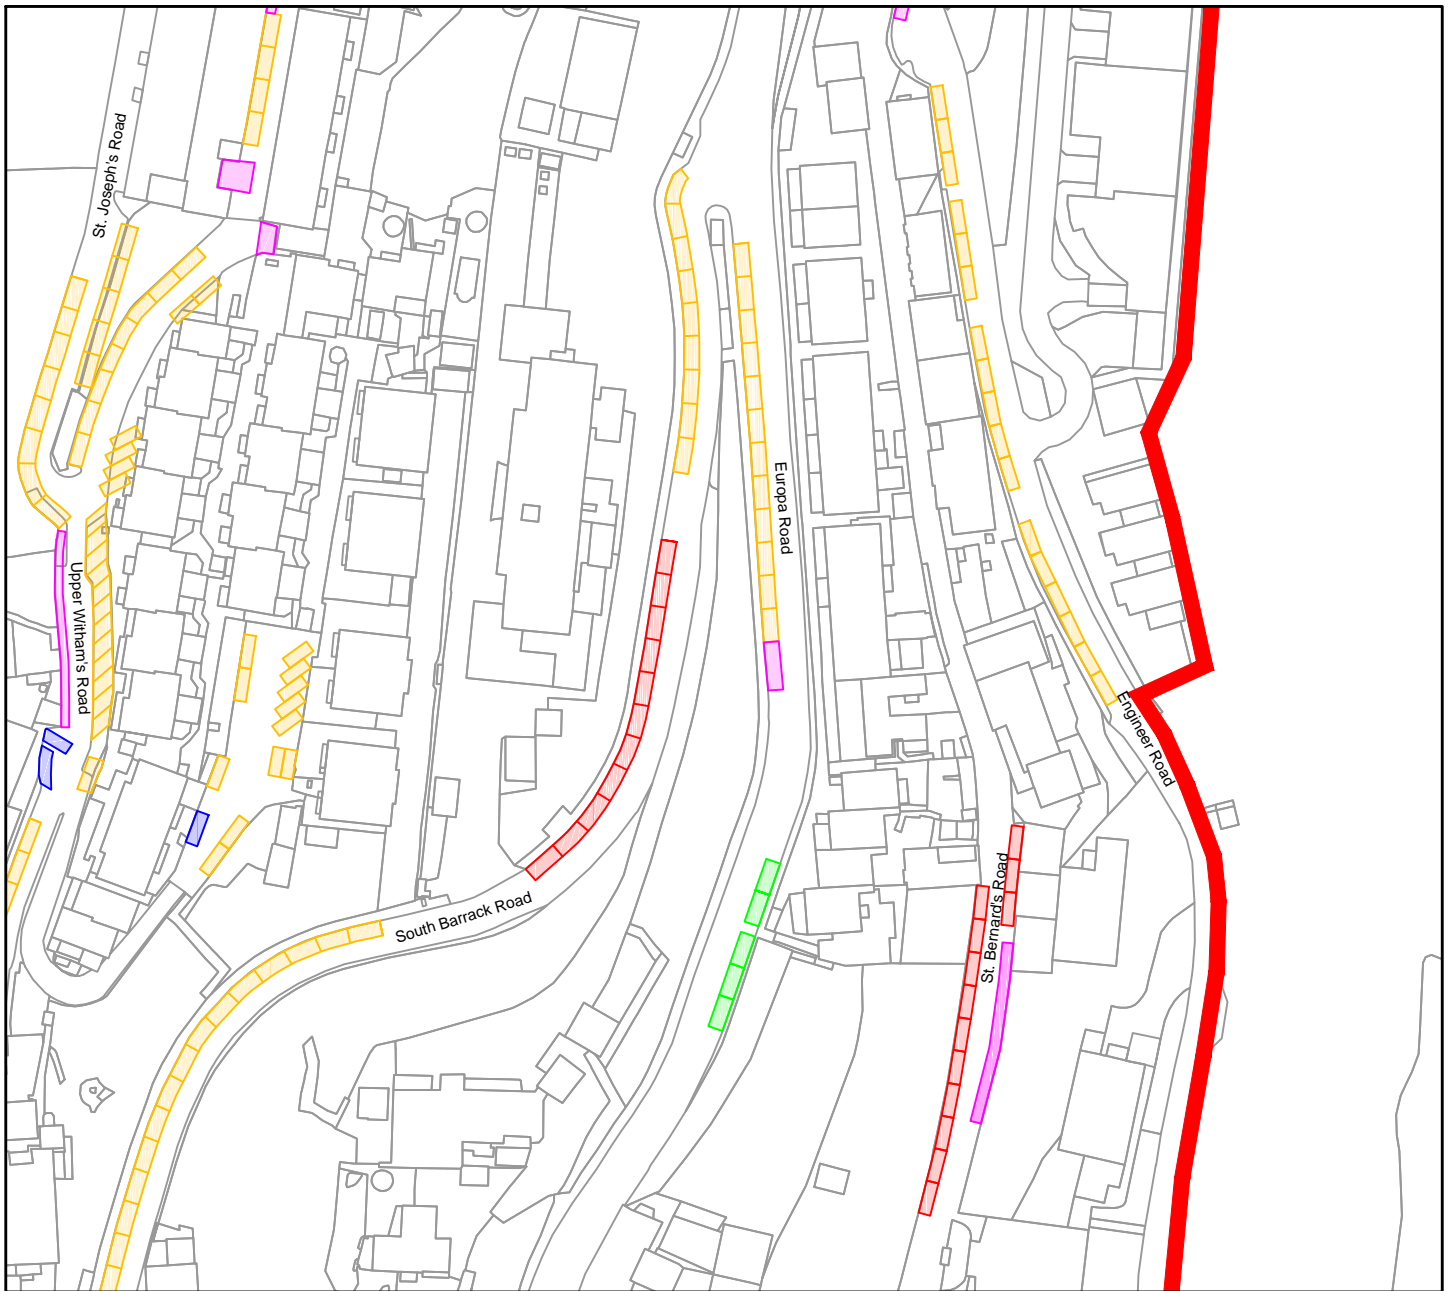 St. Joseph's Road
Europa Road
Upper Witham's Road
Engineer Road
St. Bernard's Road
South Barrack Road